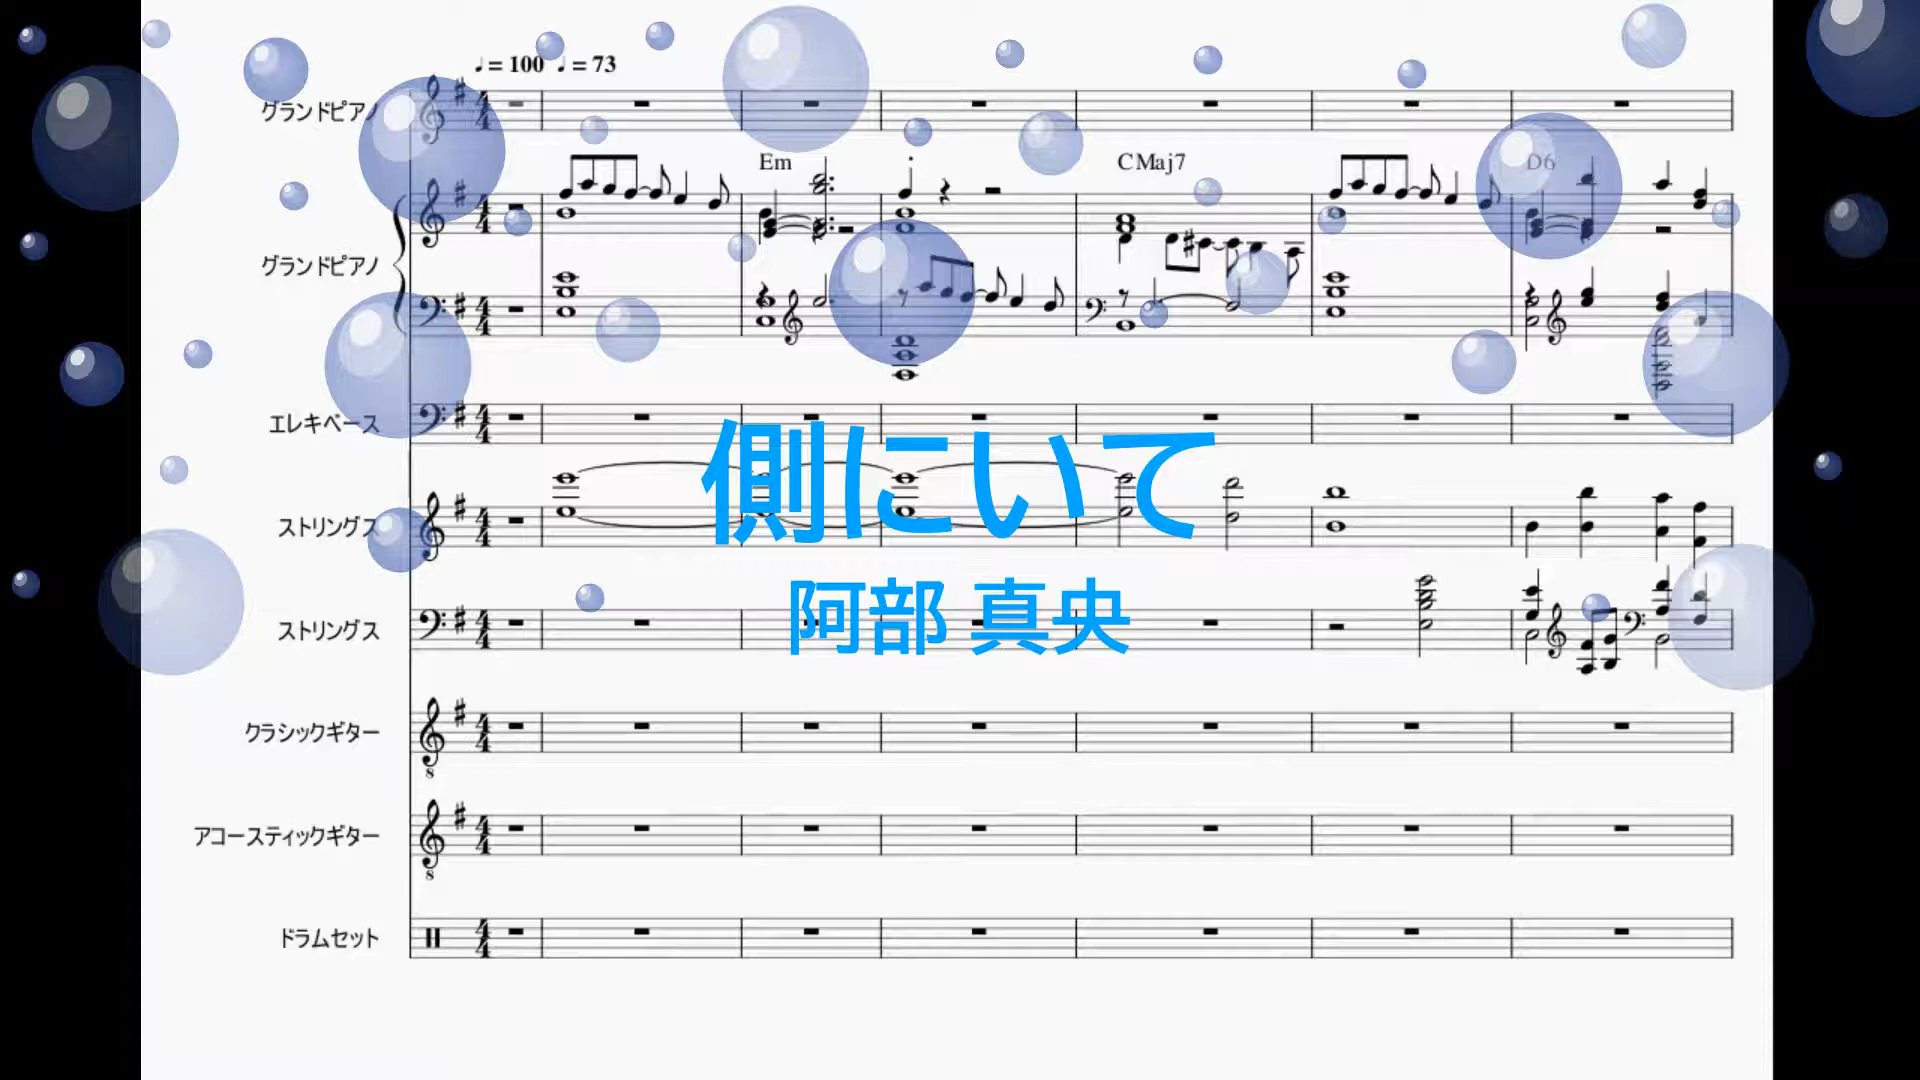 ♩= 100 ♩= 73
グランドピアノ
Em
CMaj7
D6
グランドピアノ
エレキベース
側にいて
ストリングス
阿部 真央
ストリングス
クラシックギター
8
アコースティックギター
8
ドラムセット